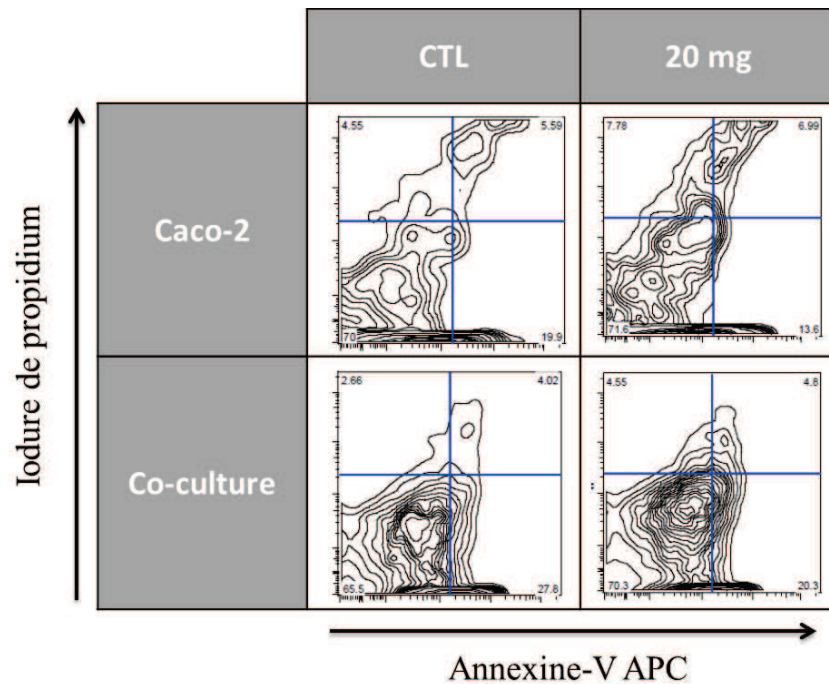 CTL 20 mg
Iodure de propidium
Caco-2
4.55 5.59
70 19.9
7.78 6.99
71.6 13.6
Co-culture
2.66 4.02
65.5 27.8
4.55 4.8
70.3 20.3
Annexine-V APC